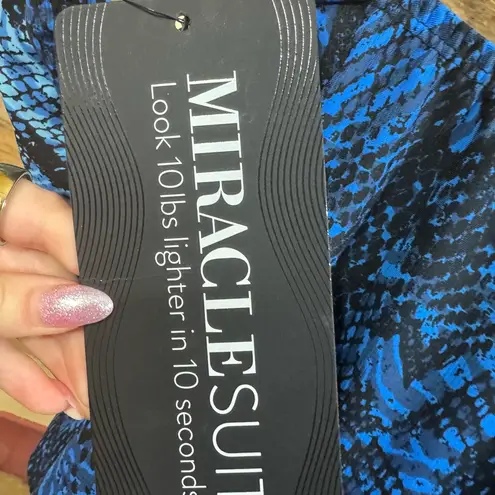 MIRACLESUIT
Look 10lbs lighter in 10 seconds